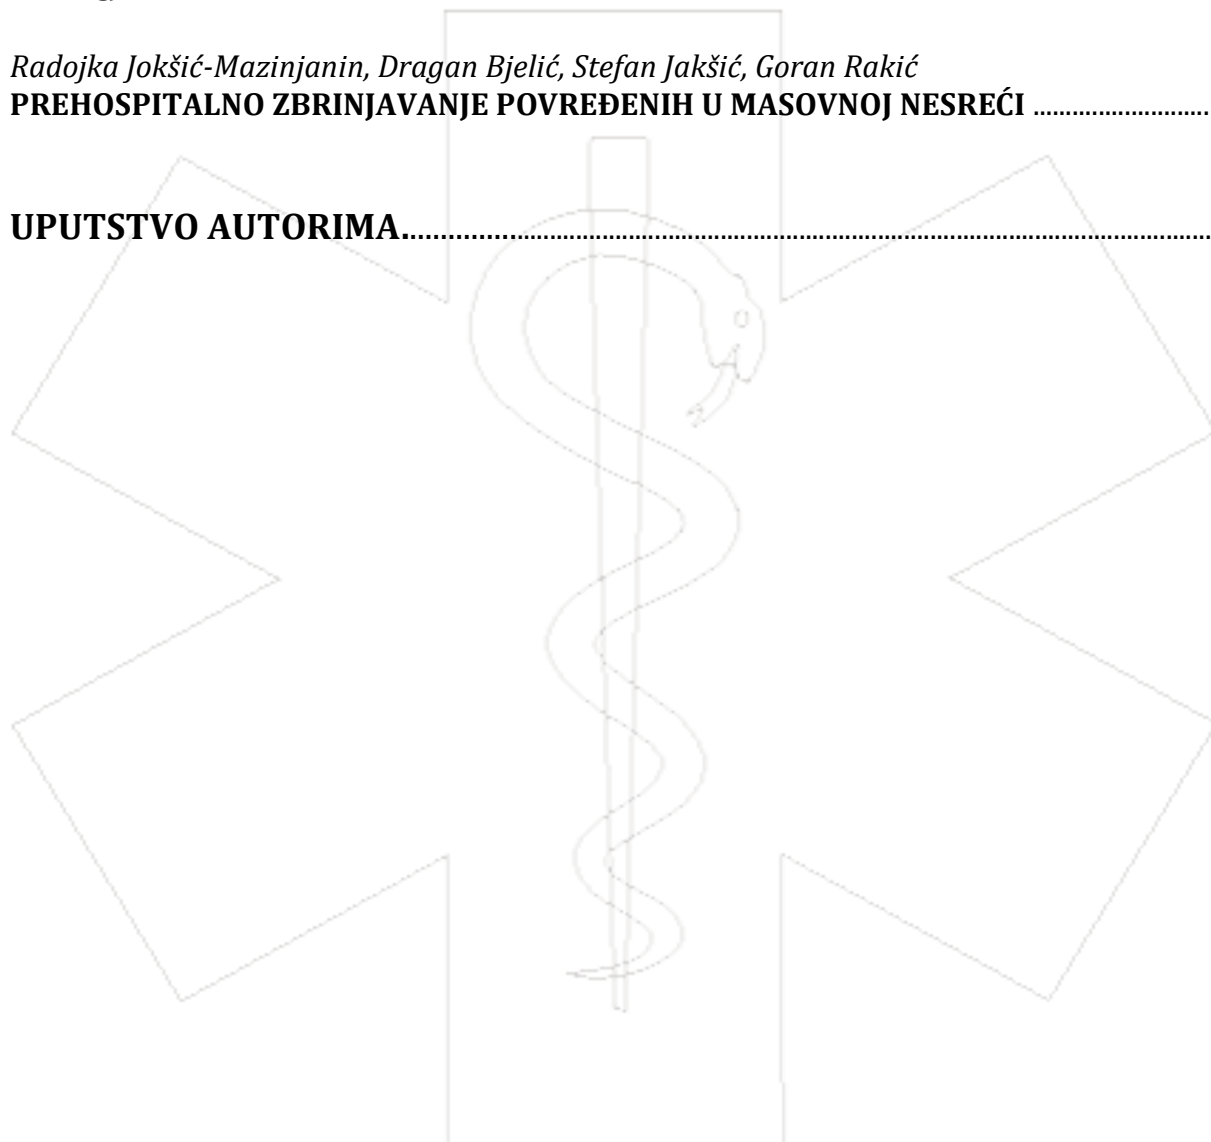 Radojka Jokšić-Mazinjanin, Dragan Bjelić, Stefan Jakšić, Goran Rakić
PREHOSPITALNO ZBRINJAVANJE POVREĐENIH U MASOVNOJ NESREĆI ...........................
UPUTSTVO AUTORIMA..........................................................................................................